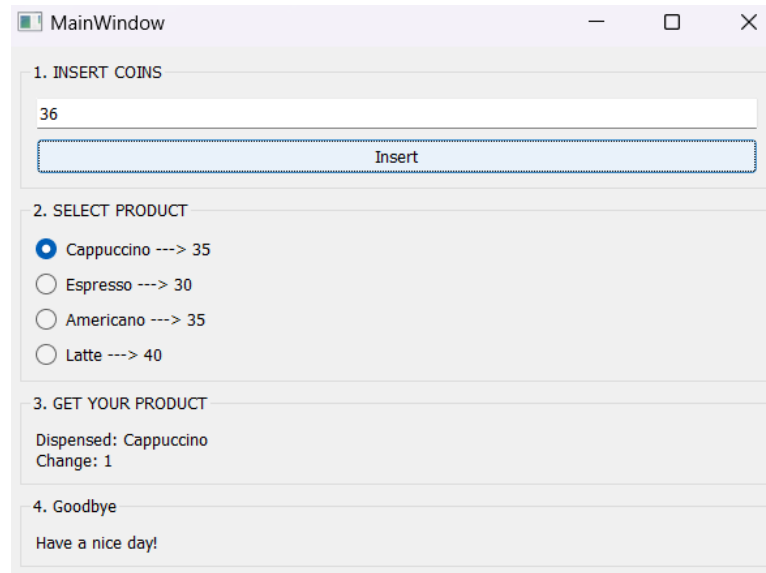 MainWindow
1. INSERT COINS
36
Insert
2. SELECT PRODUCT
Cappuccino ---> 35
Espresso ---> 30
Americano ---> 35
Latte ---> 40
3. GET YOUR PRODUCT
Dispensed: Cappuccino
Change: 1
4. Goodbye
Have a nice day!